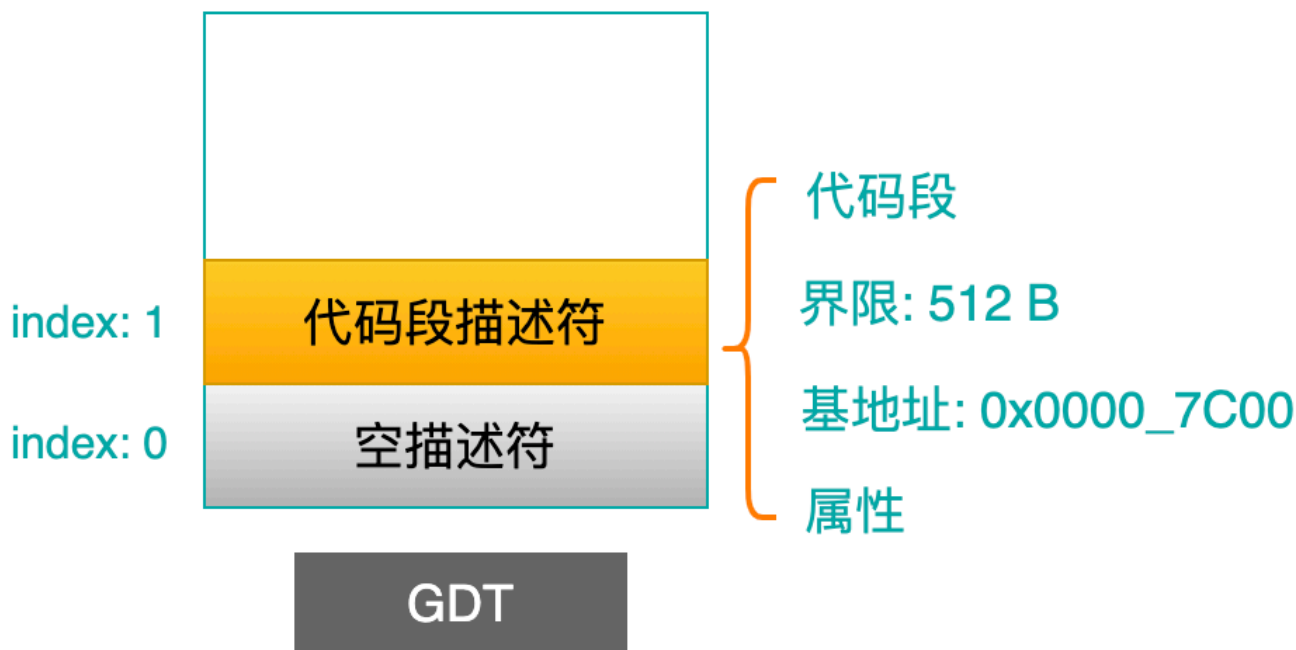 代码段
界限: 512 B
index: 1
代码段描述符
基地址: 0x0000_7C00
index: 0
空描述符
属性
GDT